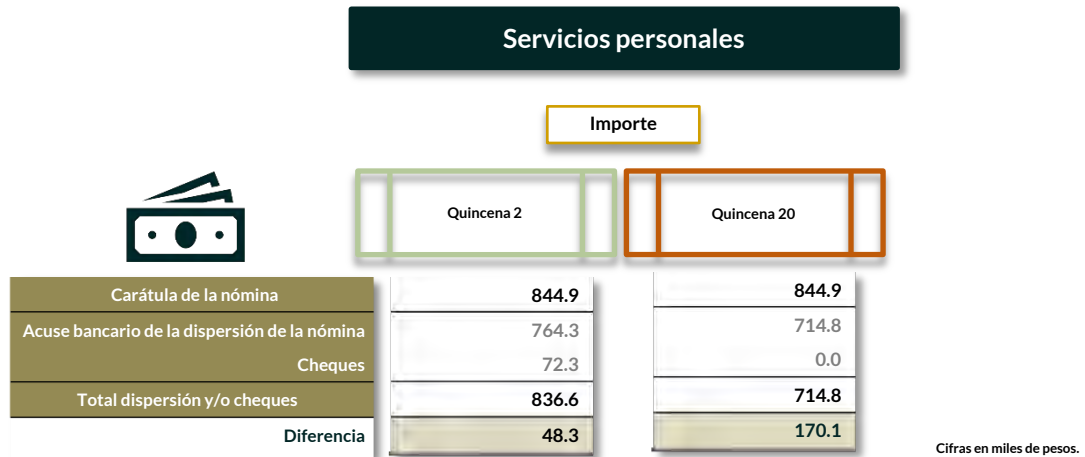 Servicios personales
Importe
Quincena 2 Quincena 20
Carátula de la nómina 844.9 844.9
Acuse bancario de la dispersión de la nómina 764.3 714.8
Cheques 72.3 0.0
Total dispersión y/o cheques 836.6 714.8
Diferencia 48.3 170.1
Cifras en miles de pesos.